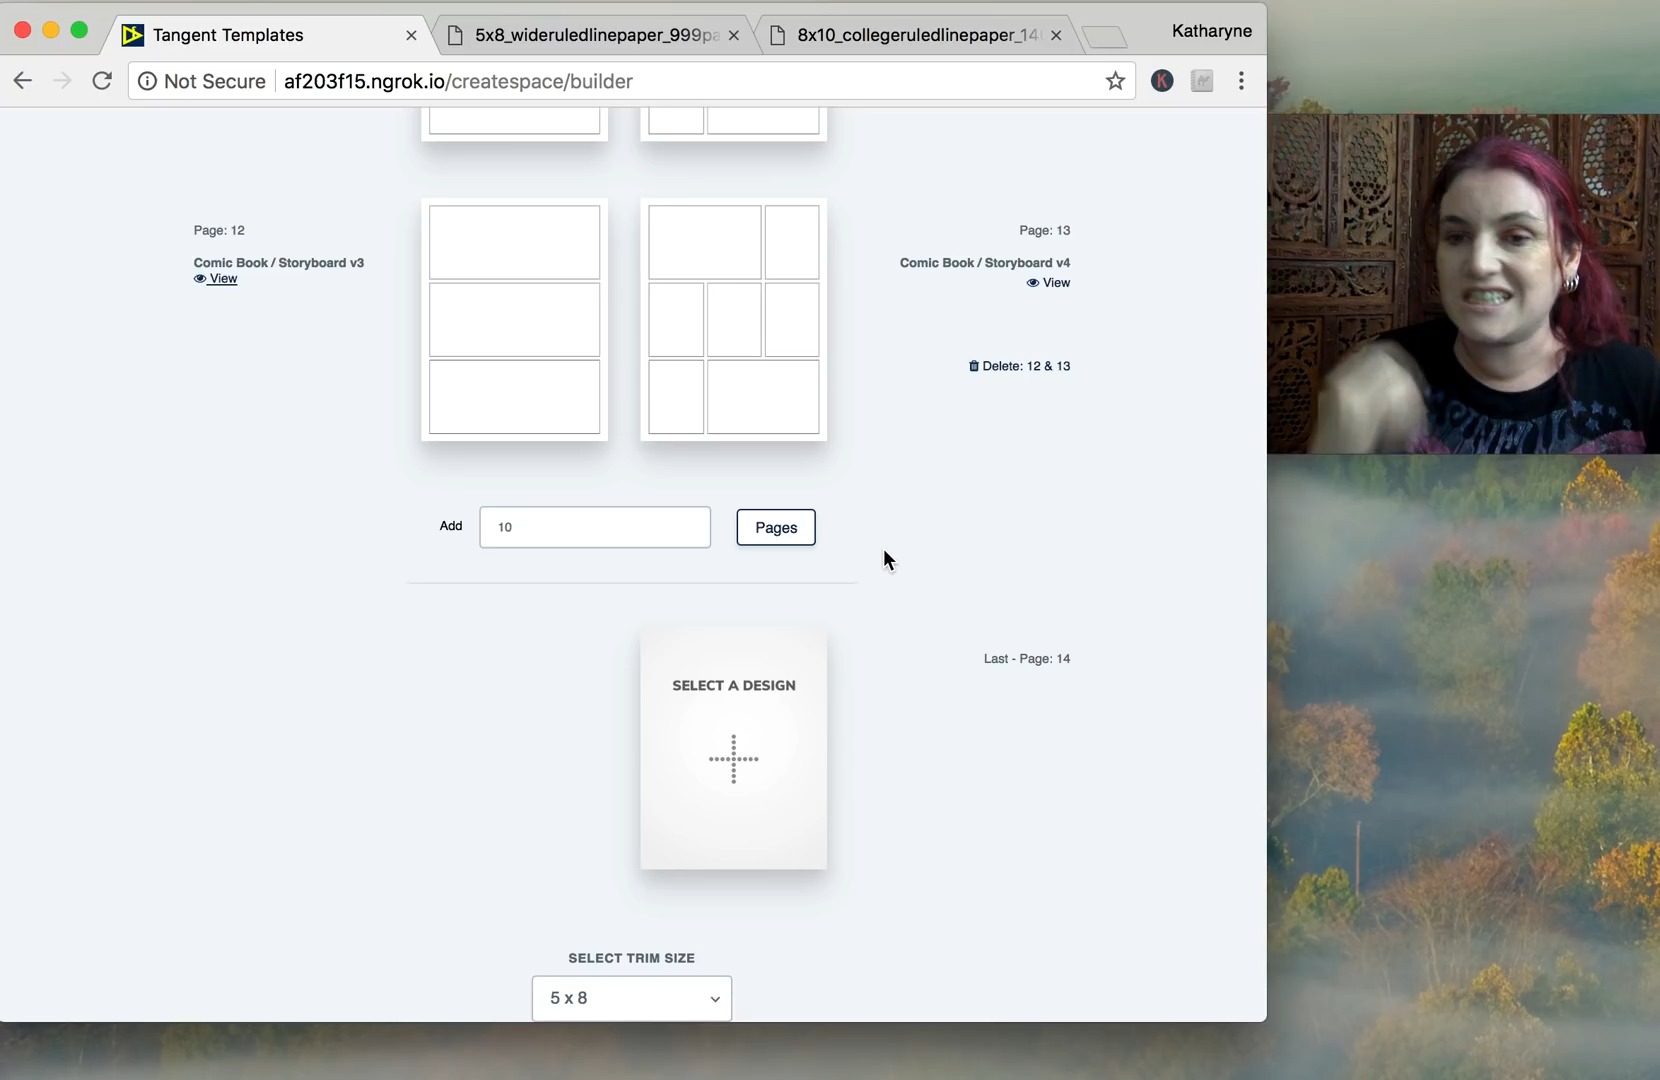 Tangent Templates
5x8_wideruledlinepaper_999pa
8x10_collegeruledlinepaper_14
Katharyne
Not Secure
af203f15.ngrok.io/createspace/builder
K
Page: 12
Comic Book / Storyboard v3
View
Page: 13
Comic Book / Storyboard v4
View
Delete: 12 & 13
Add
10
Pages
SELECT A DESIGN
Last - Page: 14
SELECT TRIM SIZE
5 x 8